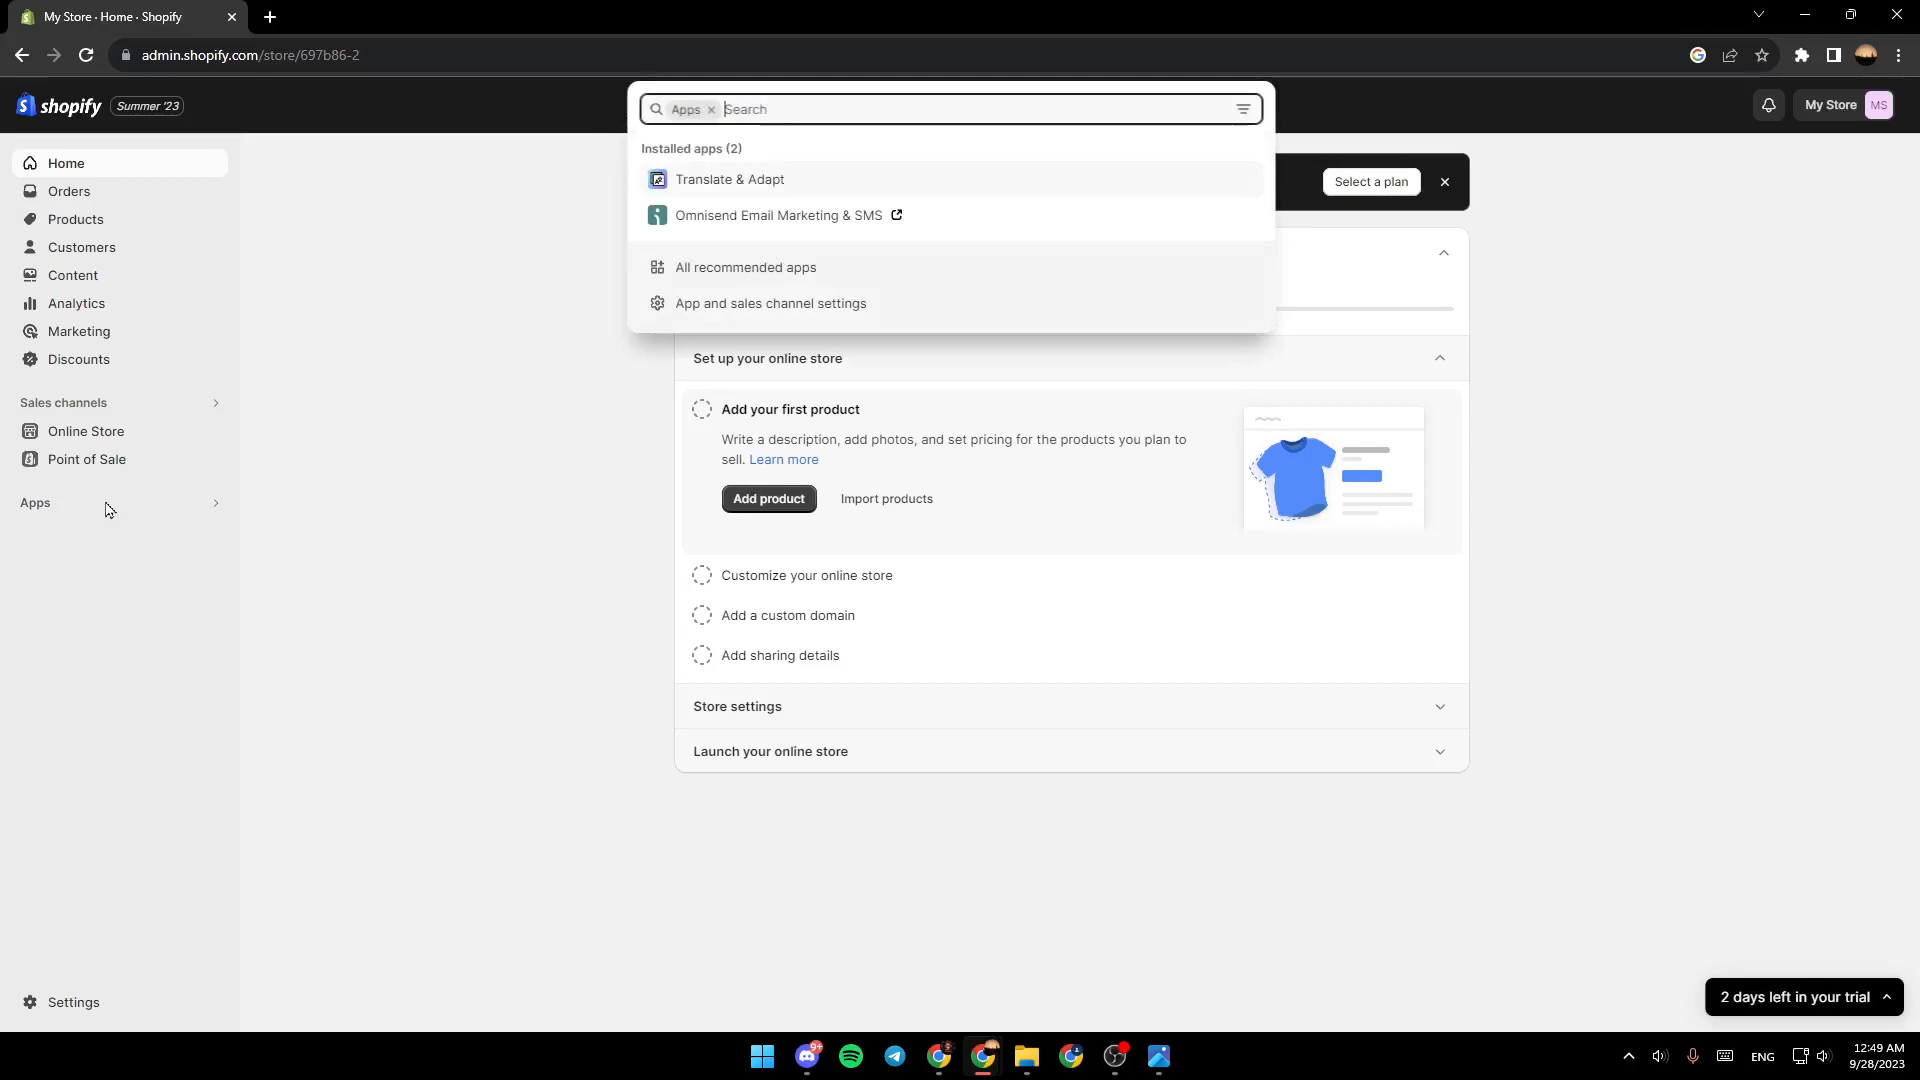 My Store · Home · Shopify
admin.shopify.com/store/697b86-2
shopify Summer '23
My Store MS
Apps Search
Installed apps (2)
Translate & Adapt
Omnisend Email Marketing & SMS
All recommended apps
App and sales channel settings
Select a plan
Home
Orders
Products
Customers
Content
Analytics
Marketing
Discounts
Sales channels
Online Store
Point of Sale
Apps
Settings
Set up your online store
Add your first product
Write a description, add photos, and set pricing for the products you plan to
sell. Learn more
Add product Import products
Customize your online store
Add a custom domain
Add sharing details
Store settings
Launch your online store
2 days left in your trial
9+
ENG
12:49 AM
9/28/2023